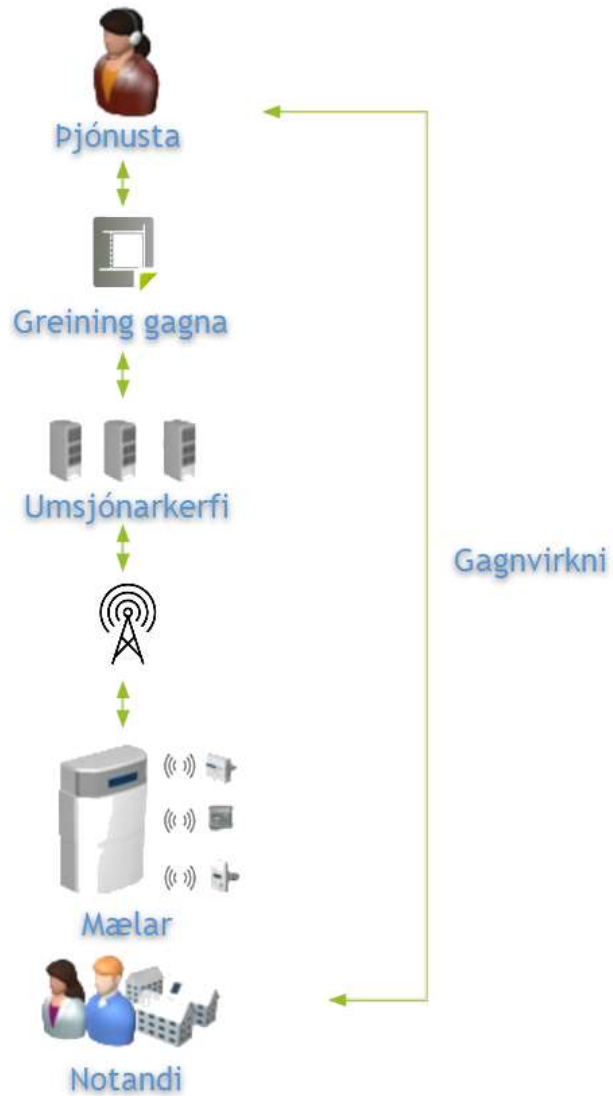 Þjónusta
Greining gagna
Umsjónarkerfi
Gagnvirkni
Mælar
Notandi